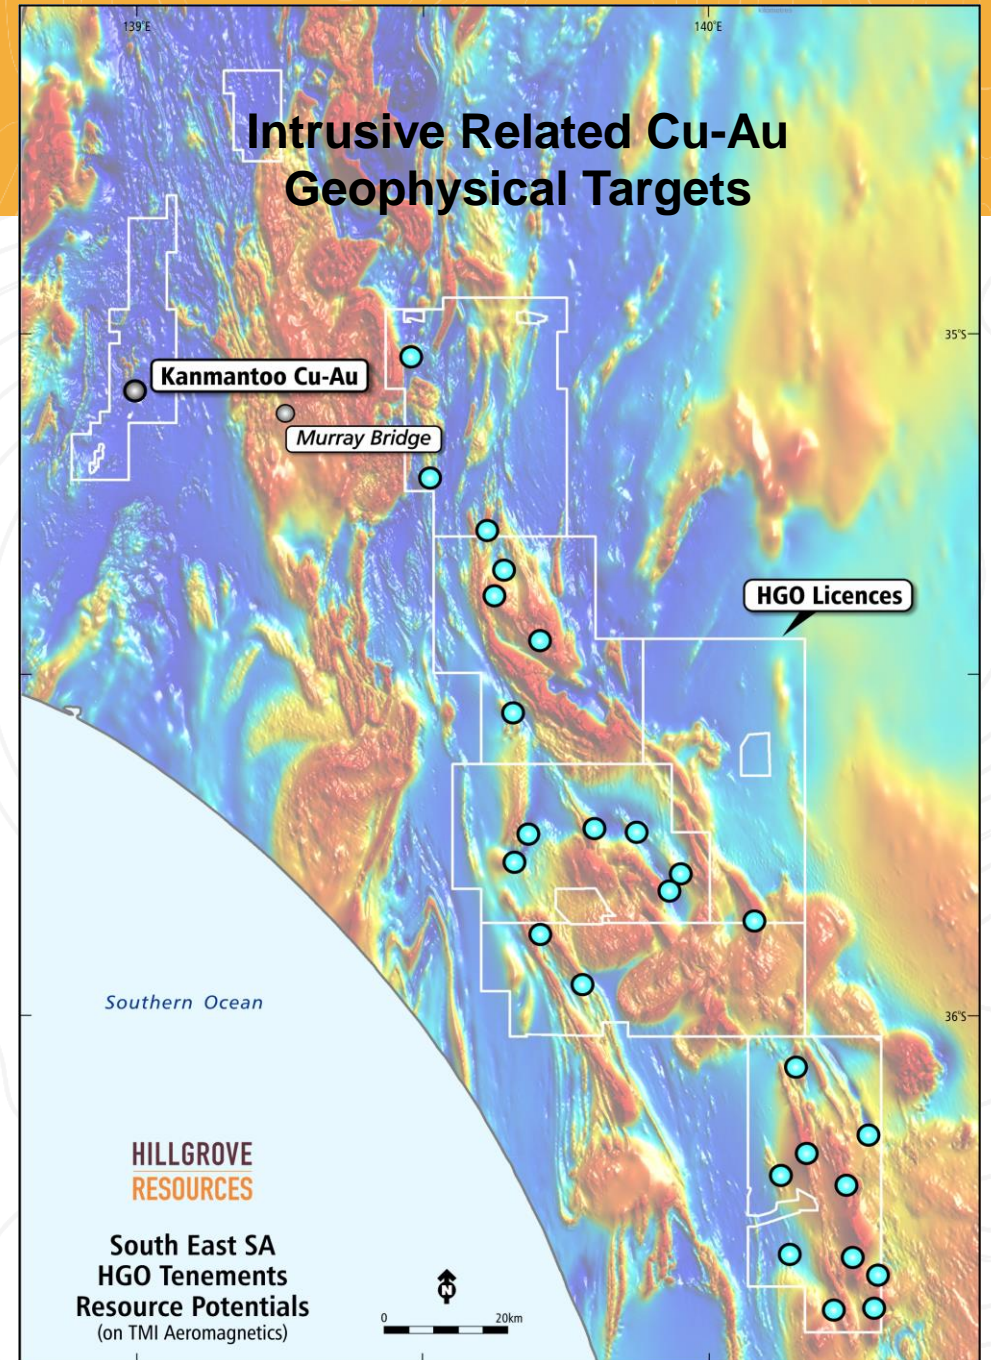 139°E
140°E
Intrusive Related Cu-Au
Geophysical Targets
35°S
Kanmantoo Cu-Au
Murray Bridge
HGO Licences
Southern Ocean
36°S
HILLGROVE
RESOURCES
South East SA
HGO Tenements
Resource Potentials
(on TMI Aeromagnetics)
N
0 20km